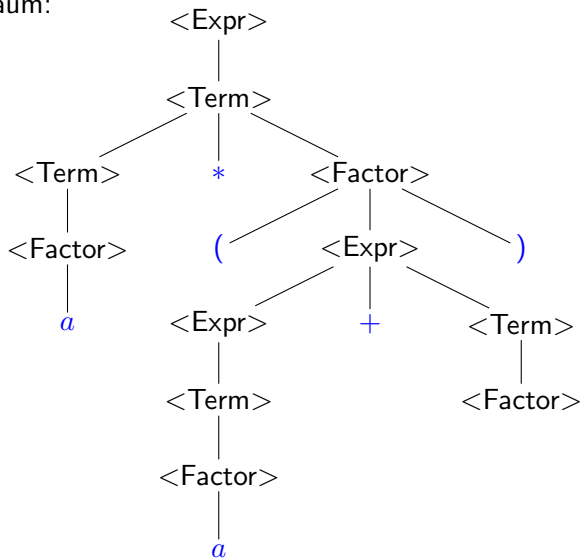 aum:
<Expr>
<Term>
<Term> * <Factor>
<Factor> ( <Expr> )
a <Expr> + <Term>
<Term> <Factor>
<Factor>
a